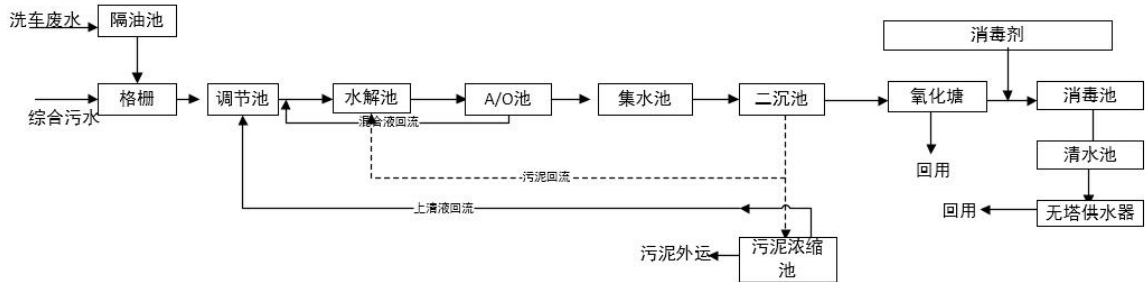 洗车废水
隔油池
消毒剂
综合污水
格栅
调节池
水解池
A/O池
集水池
二沉池
氧化塘
消毒池
混合液回流
回用
清水池
污泥回流
上清液回流
回用
无塔供水器
污泥外运
污泥浓缩
池